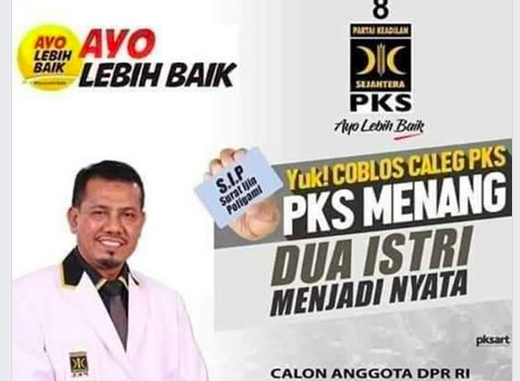 AYO
LEBIH
BAIK
AYO
LEBIH BAIK
8
PARTAI KEADILAN
SEJAHTERA
PKS
Ayo Lebih Baik
S.I.P
Surat Ijin
Poligami
Yuk! COBLOS CALEG PKS
PKS MENANG
DUA ISTRI
MENJADI NYATA
PKS
pksart
CALON ANGGOTA DPR RI